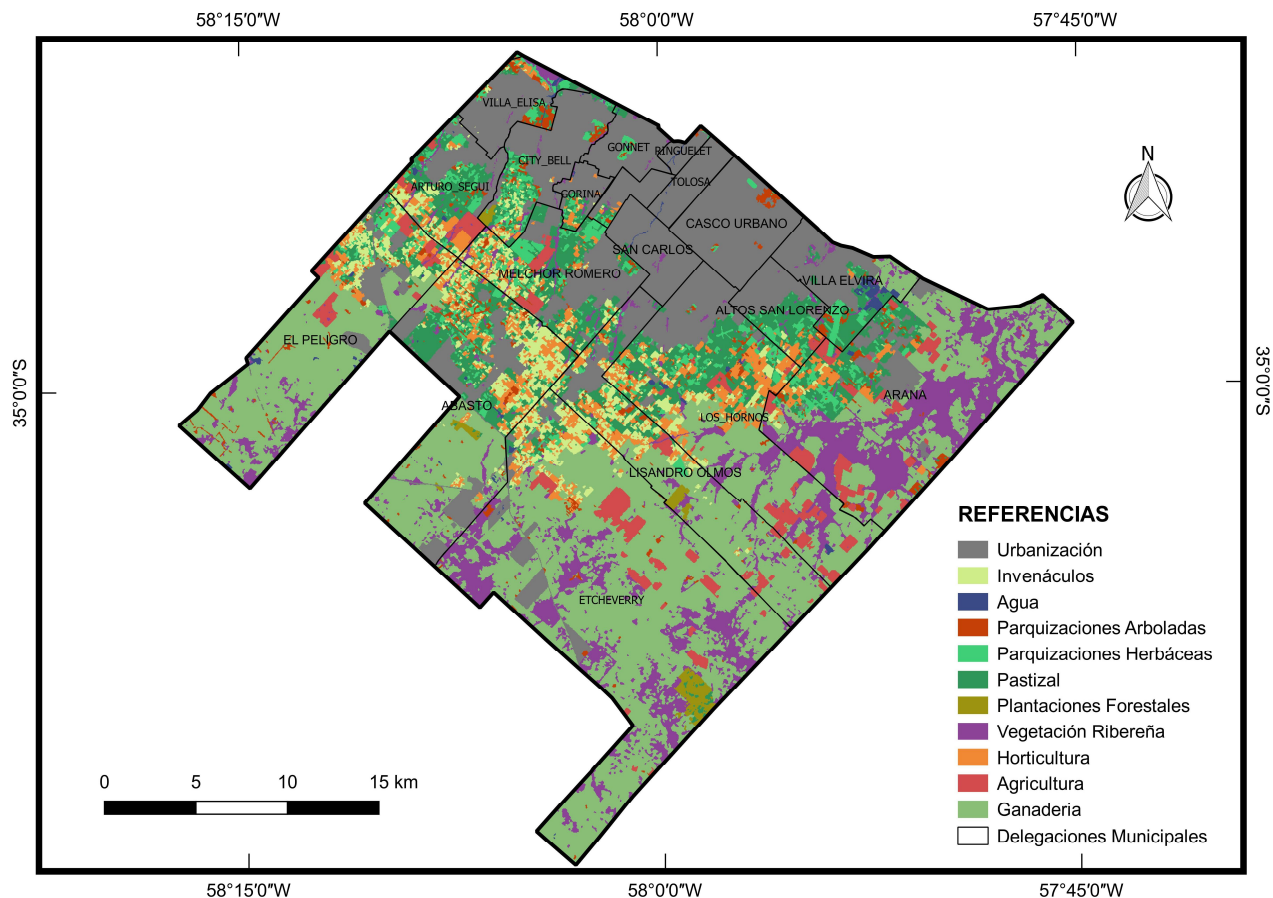 58°15′0″W
58°0′0″W
57°45′0″W
N
VILLA_ELISA
GONNET
RINGUELET
CITY_BELL
TOLOSA
ARTURO_SEGUI
GORINA
CASCO URBANO
SAN CARLOS
MELCHOR ROMERO
VILLA ELVIRA
ALTOS SAN LORENZO
EL PELIGRO
35°0′0″S
35°0′0″S
ARANA
ABASTO
LOS_HORNOS
LISANDRO OLMOS
ETCHEVERRY
REFERENCIAS
Urbanización
Invenáculos
Agua
Parquizaciones Arboladas
Parquizaciones Herbáceas
Pastizal
Plantaciones Forestales
Vegetación Ribereña
Horticultura
Agricultura
Ganaderia
Delegaciones Municipales
0 5 10 15 km
58°15′0″W
58°0′0″W
57°45′0″W